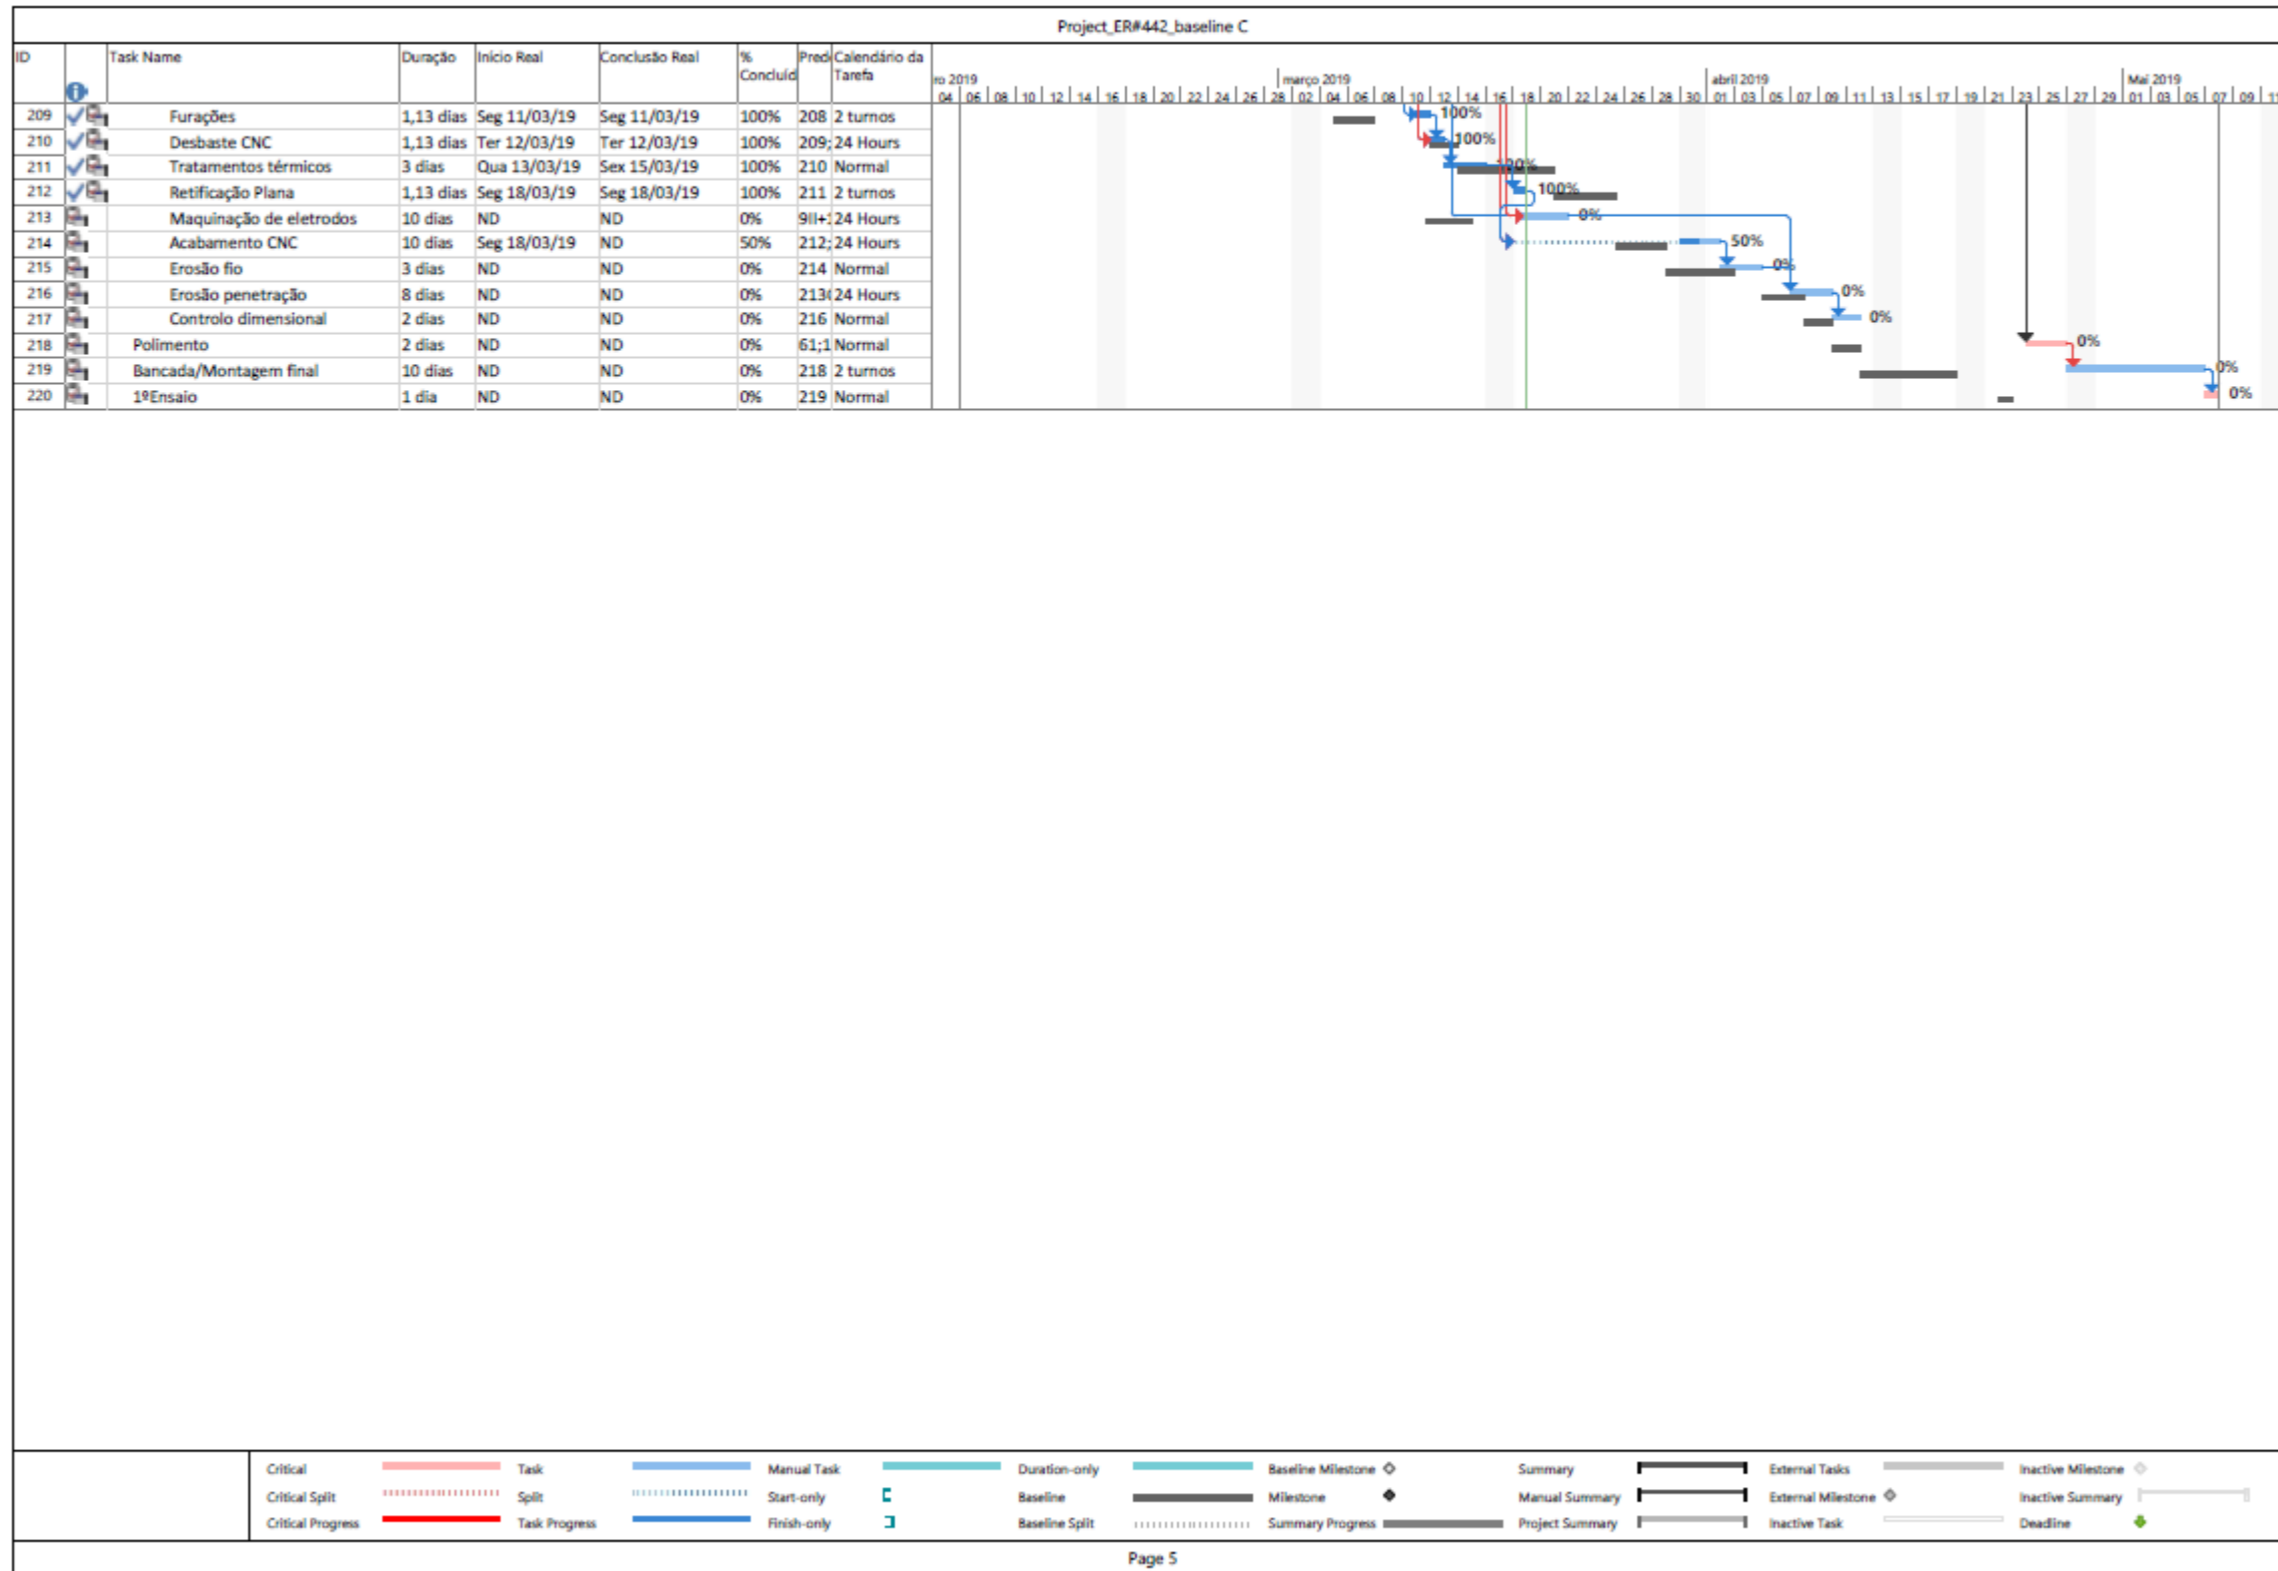 Project_ER#442_baseline C
ID Task Name Duração Início Real Conclusão Real % Concluíd Pred Calendário da Tarefa
ro 2019 março 2019 abril 2019 Mai 2019
04 06 08 10 12 14 16 18 20 22 24 26 28 02 04 06 08 10 12 14 16 18 20 22 24 26 28 30 01 03 05 07 09 11 13 15 17 19 21 23 25 27 29 01 03 05 07 09 11
209 Furações 1,13 dias Seg 11/03/19 Seg 11/03/19 100% 208 2 turnos 100%
210 Desbaste CNC 1,13 dias Ter 12/03/19 Ter 12/03/19 100% 209; 24 Hours 100%
211 Tratamentos térmicos 3 dias Qua 13/03/19 Sex 15/03/19 100% 210 Normal 100%
212 Retificação Plana 1,13 dias Seg 18/03/19 Seg 18/03/19 100% 211 2 turnos 100%
213 Maquinação de eletrodos 10 dias ND ND 0% 9II+1 24 Hours 0%
214 Acabamento CNC 10 dias Seg 18/03/19 ND 50% 212; 24 Hours 50%
215 Erosão fio 3 dias ND ND 0% 214 Normal 0%
216 Erosão penetração 8 dias ND ND 0% 213 24 Hours 0%
217 Controlo dimensional 2 dias ND ND 0% 216 Normal 0%
218 Polimento 2 dias ND ND 0% 61;1 Normal 0%
219 Bancada/Montagem final 10 dias ND ND 0% 218 2 turnos 0%
220 1ºEnsaio 1 dia ND ND 0% 219 Normal 0%
Critical Task Manual Task Duration-only Baseline Milestone Summary External Tasks Inactive Milestone
Critical Split Split Start-only Baseline Milestone Manual Summary External Milestone Inactive Summary
Critical Progress Task Progress Finish-only Baseline Split Summary Progress Project Summary Inactive Task Deadline
Page 5